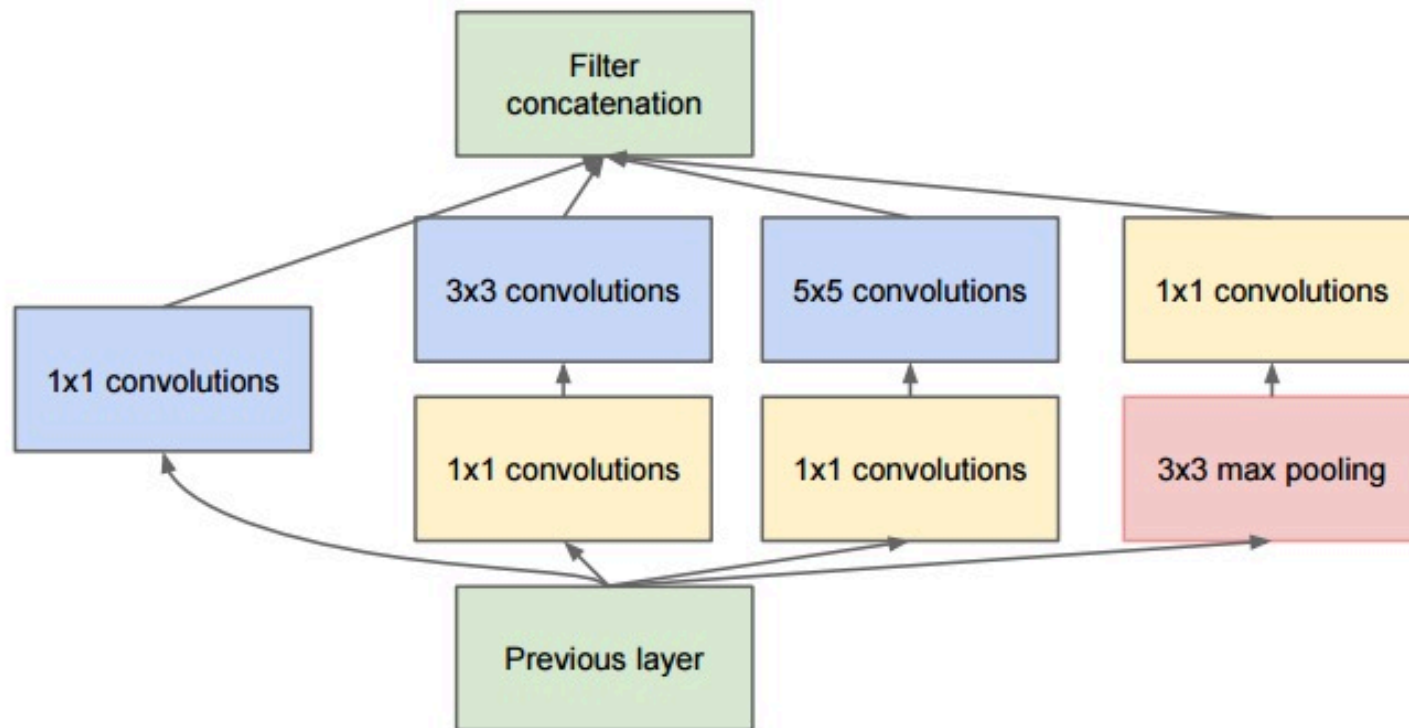 Filter
concatenation
3x3 convolutions
5x5 convolutions
1x1 convolutions
1x1 convolutions
1x1 convolutions
1x1 convolutions
3x3 max pooling
Previous layer